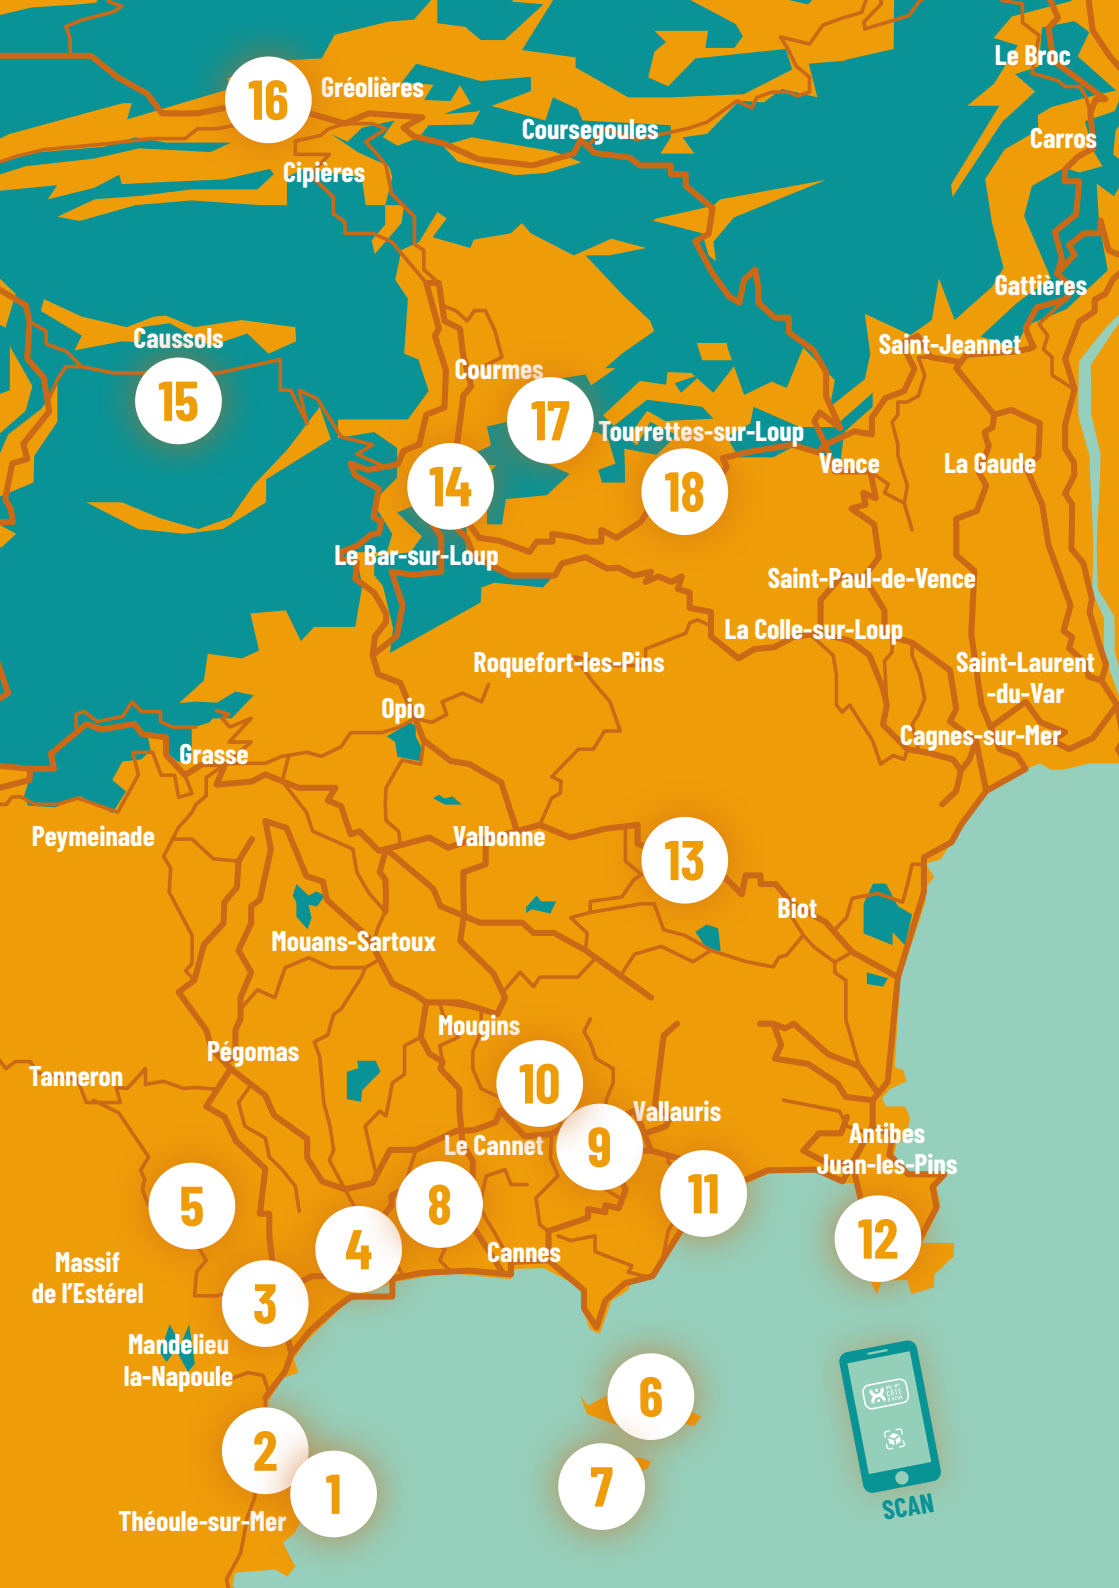 Le Broc
16
Gréolières
Coursegoules
Carros
Cipières
Gattières
Caussols
Saint-Jeannet
Courmes
15
17
Tourrettes-sur-Loup
Vence
La Gaude
14
18
Le Bar-sur-Loup
Saint-Paul-de-Vence
La Colle-sur-Loup
Roquefort-les-Pins
Saint-Laurent
-du-Var
Opio
Cagnes-sur-Mer
Grasse
Peymeinade
Valbonne
13
Biot
Mouans-Sartoux
Mougins
Pégomas
Tanneron
10
Vallauris
Antibes
Juan-les-Pins
Le Cannet
9
5
8
11
12
4
Cannes
Massif
de l'Estérel
3
Mandelieu
la-Napoule
6
2
7
1
Théoule-sur-Mer
SCAN